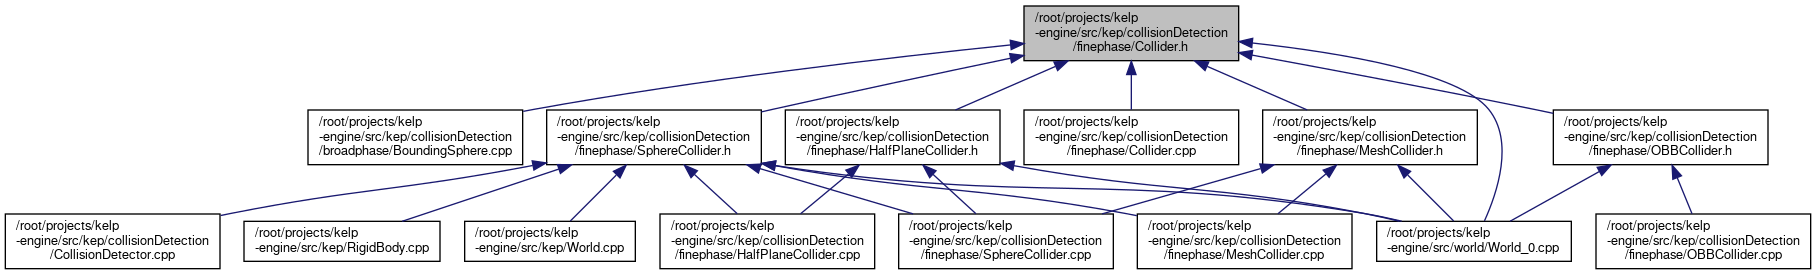 /root/projects/kelp
-engine/src/kep/collisionDetection
/finephase/Collider.h
/root/projects/kelp
-engine/src/kep/collisionDetection
/broadphase/BoundingSphere.cpp
/root/projects/kelp
-engine/src/kep/collisionDetection
/finephase/SphereCollider.h
/root/projects/kelp
-engine/src/kep/collisionDetection
/finephase/HalfPlaneCollider.h
/root/projects/kelp
-engine/src/kep/collisionDetection
/finephase/Collider.cpp
/root/projects/kelp
-engine/src/kep/collisionDetection
/finephase/MeshCollider.h
/root/projects/kelp
-engine/src/kep/collisionDetection
/finephase/OBBCollider.h
/root/projects/kelp
-engine/src/kep/collisionDetection
/CollisionDetector.cpp
/root/projects/kelp
-engine/src/kep/RigidBody.cpp
/root/projects/kelp
-engine/src/kep/World.cpp
/root/projects/kelp
-engine/src/kep/collisionDetection
/finephase/HalfPlaneCollider.cpp
/root/projects/kelp
-engine/src/kep/collisionDetection
/finephase/SphereCollider.cpp
/root/projects/kelp
-engine/src/kep/collisionDetection
/finephase/MeshCollider.cpp
/root/projects/kelp
-engine/src/world/World_0.cpp
/root/projects/kelp
-engine/src/kep/collisionDetection
/finephase/OBBCollider.cpp